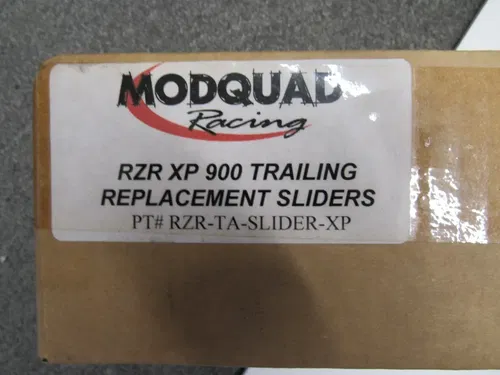 MODQUAD
Racing
RZR XP 900 TRAILING
REPLACEMENT SLIDERS
PT# RZR-TA-SLIDER-XP